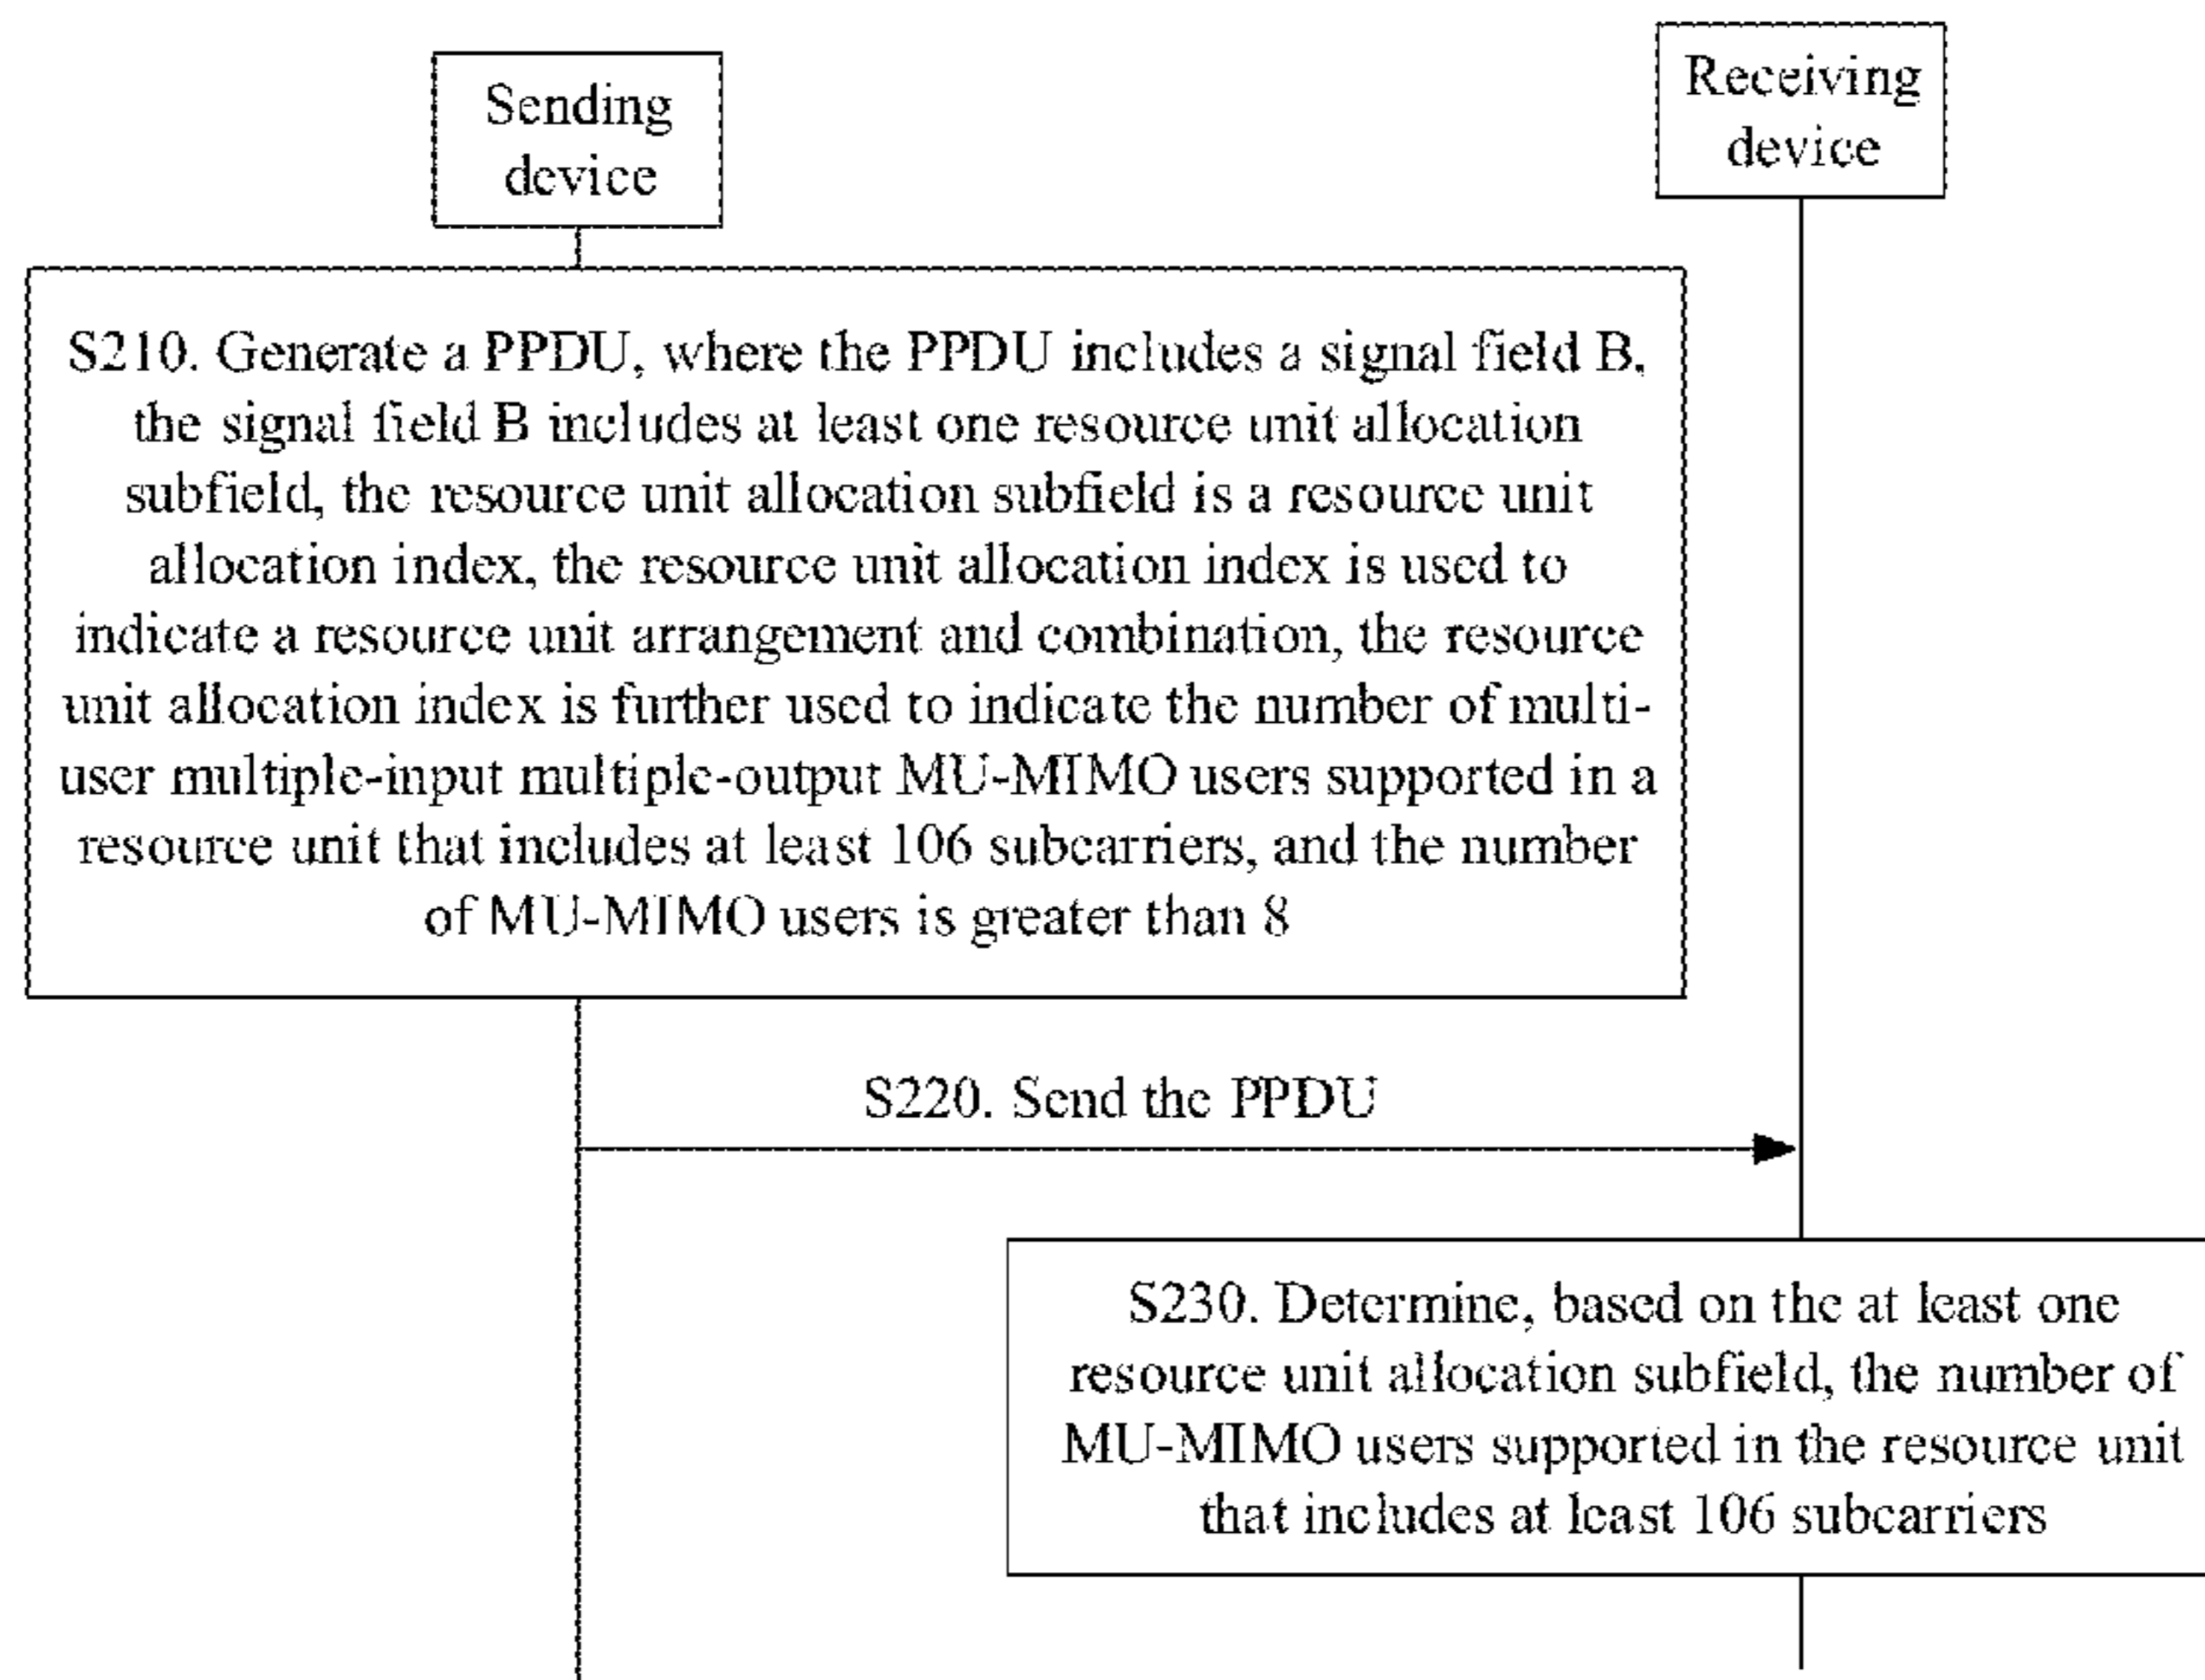 Sending
device
Receiving
device
S210. Generate a PPDU, where the PPDU includes a signal field B,
the signal field B includes at least one resource unit allocation
subfield, the resource unit allocation subfield is a resource unit
allocation index, the resource unit allocation index is used to
indicate a resource unit arrangement and combination, the resource
unit allocation index is further used to indicate the number of multi-
user multiple-input multiple-output MU-MIMO users supported in a
resource unit that includes at least 106 subcarriers, and the number
of MU-MIMO users is greater than 8
S220. Send the PPDU
S230. Determine, based on the at least one
resource unit allocation subfield, the number of
MU-MIMO users supported in the resource unit
that includes at least 106 subcarriers